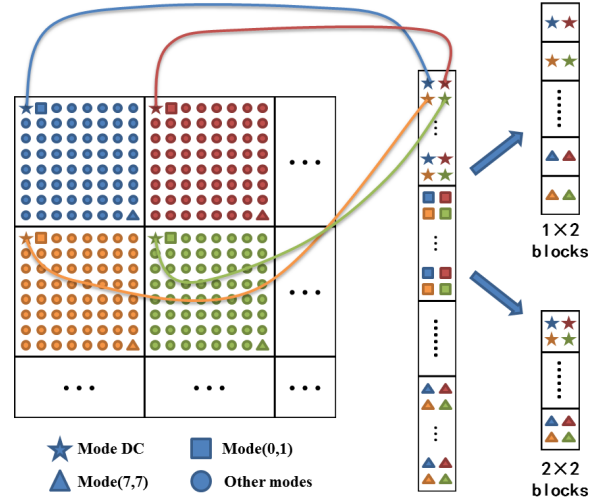 1×2
blocks
2×2
blocks
Mode DC
Mode(0,1)
Mode(7,7)
Other modes